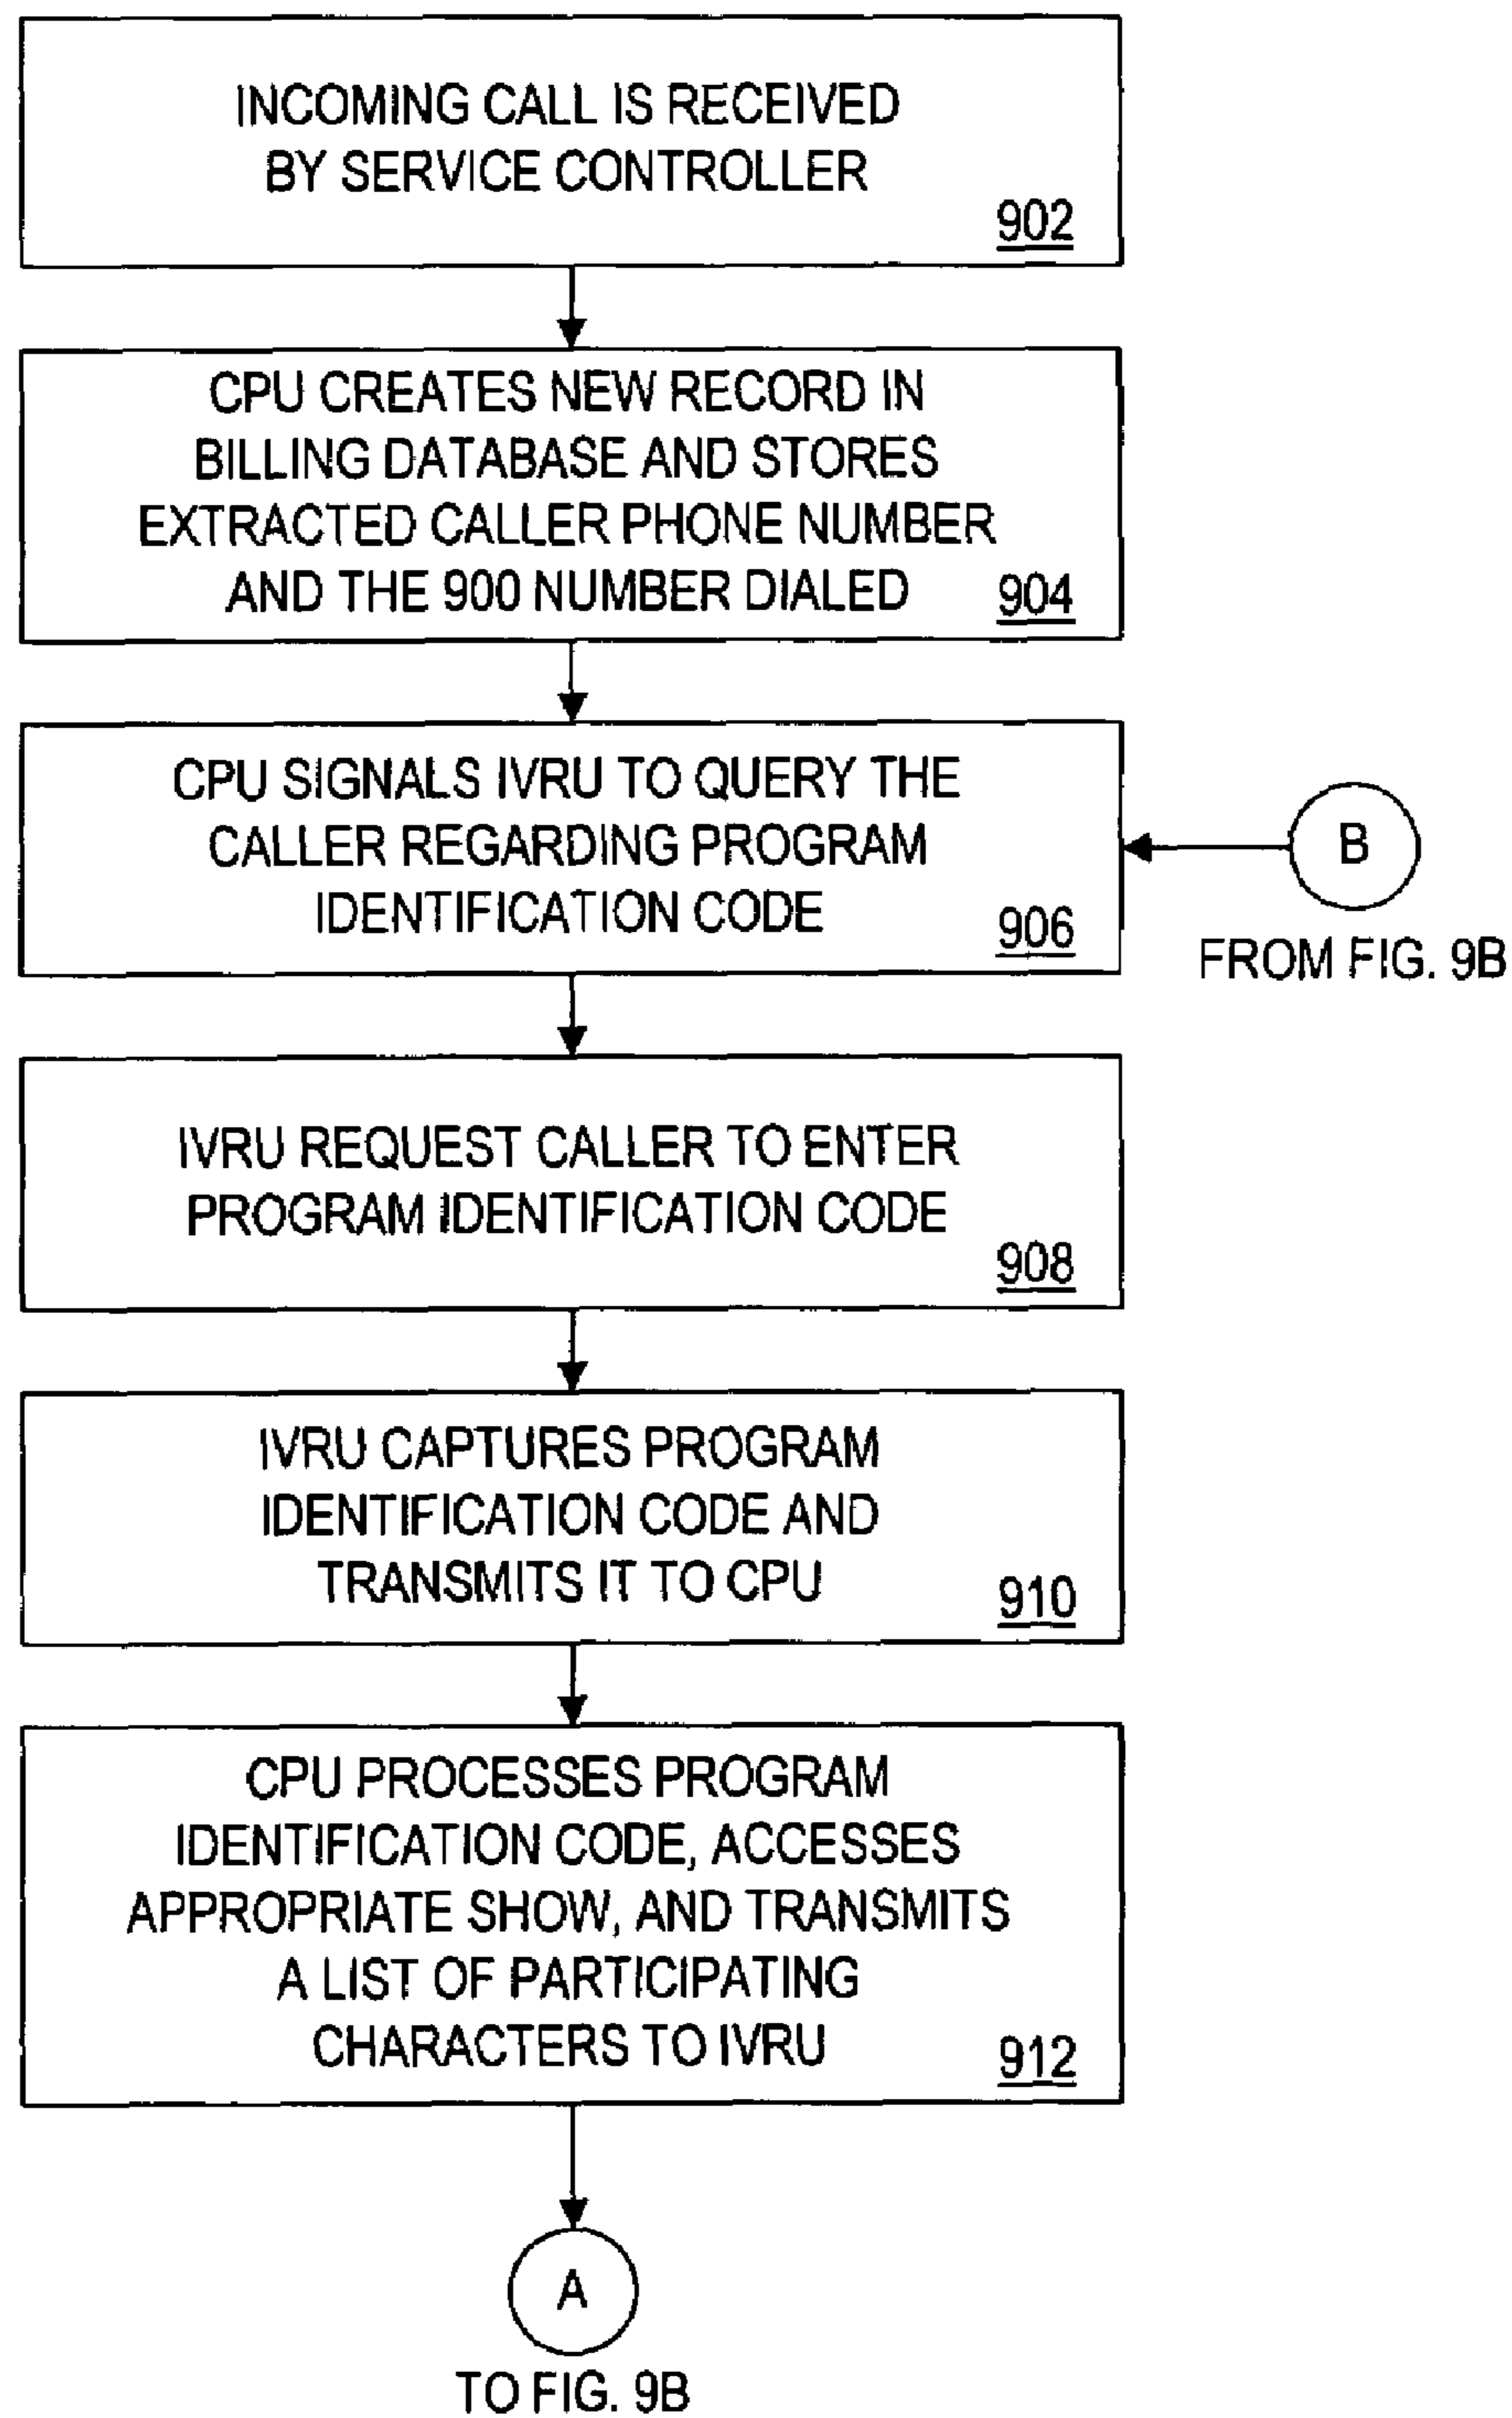 INCOMING CALL IS RECEIVED
BY SERVICE CONTROLLER
902
CPU CREATES NEW RECORD IN
BILLING DATABASE AND STORES
EXTRACTED CALLER PHONE NUMBER
AND THE 900 NUMBER DIALED
904
CPU SIGNALS IVRU TO QUERY THE
CALLER REGARDING PROGRAM
IDENTIFICATION CODE
906
B
FROM FIG. 9B
IVRU REQUEST CALLER TO ENTER
PROGRAM IDENTIFICATION CODE
908
IVRU CAPTURES PROGRAM
IDENTIFICATION CODE AND
TRANSMITS IT TO CPU
910
CPU PROCESSES PROGRAM
IDENTIFICATION CODE, ACCESSES
APPROPRIATE SHOW, AND TRANSMITS
A LIST OF PARTICIPATING
CHARACTERS TO IVRU
912
A
TO FIG. 9B